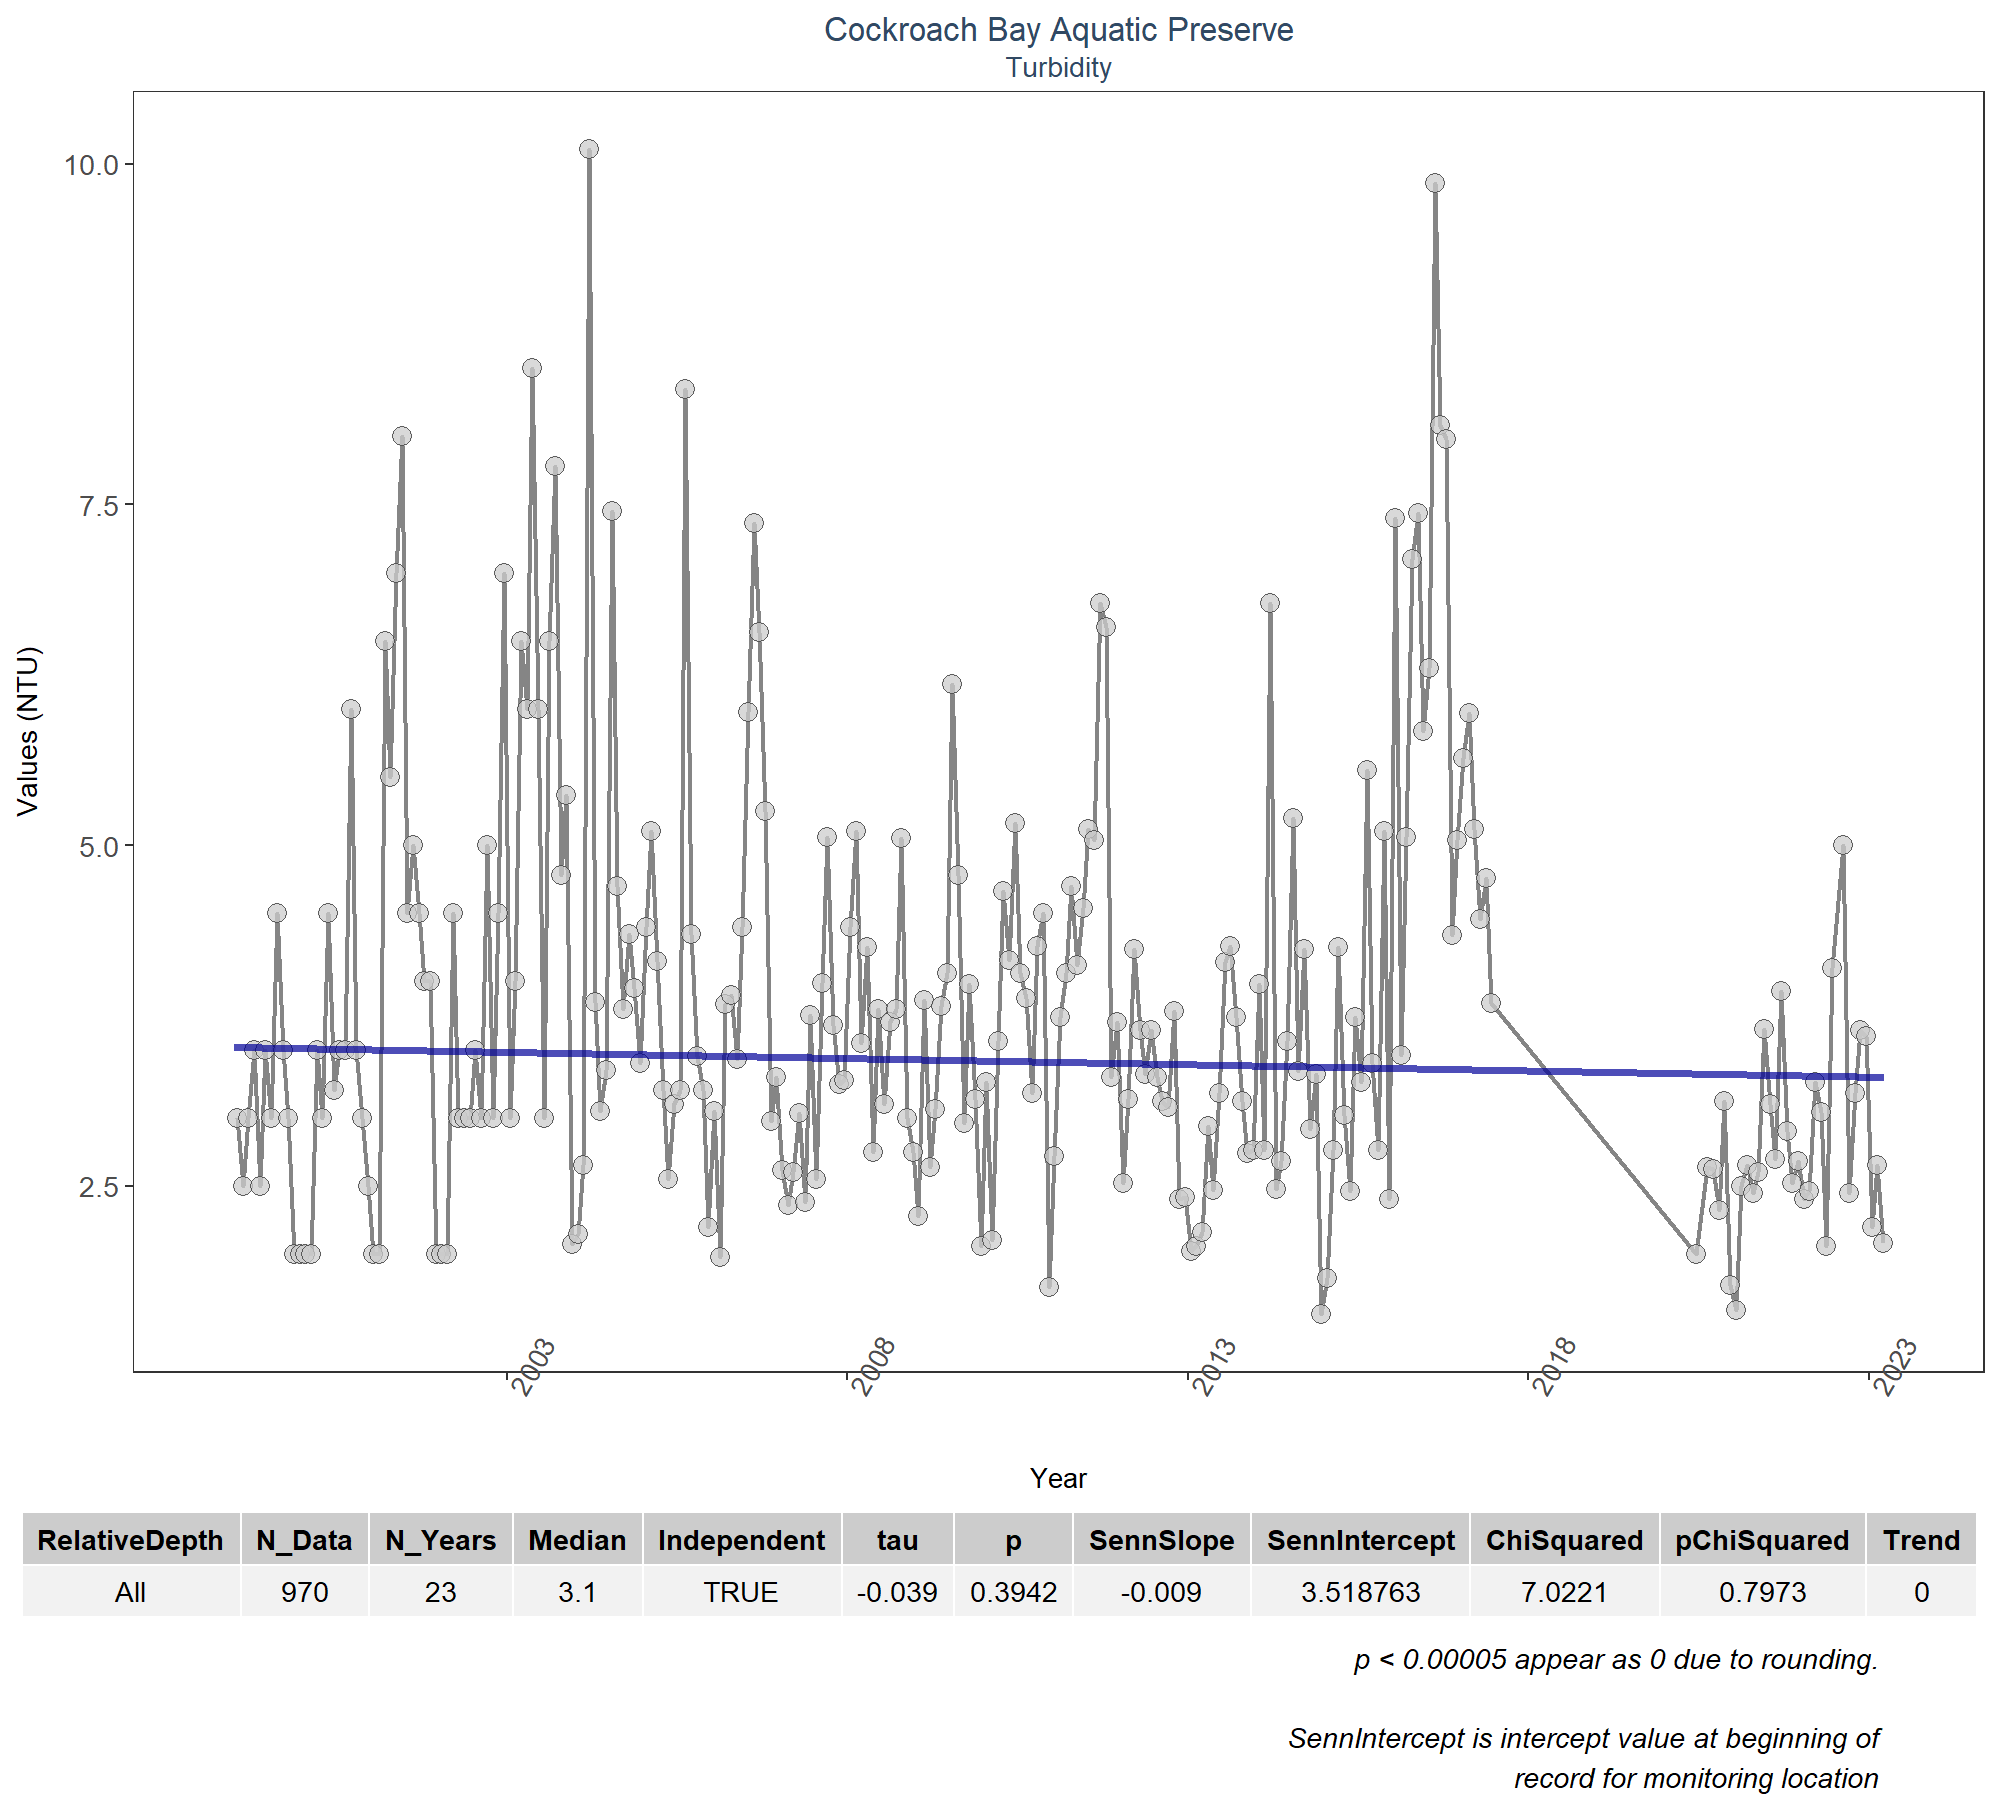 Cockroach Bay Aquatic Preserve
Turbidity
Values (NTU)
10.0
7.5
5.0
2.5
2003
2008
2013
2018
2023
Year
RelativeDepth N_Data N_Years Median Independent tau p SennSlope SennIntercept ChiSquared pChiSquared Trend
All 970 23 3.1 TRUE -0.039 0.3942 -0.009 3.518763 7.0221 0.7973 0
p < 0.00005 appear as 0 due to rounding.
SennIntercept is intercept value at beginning of
record for monitoring location